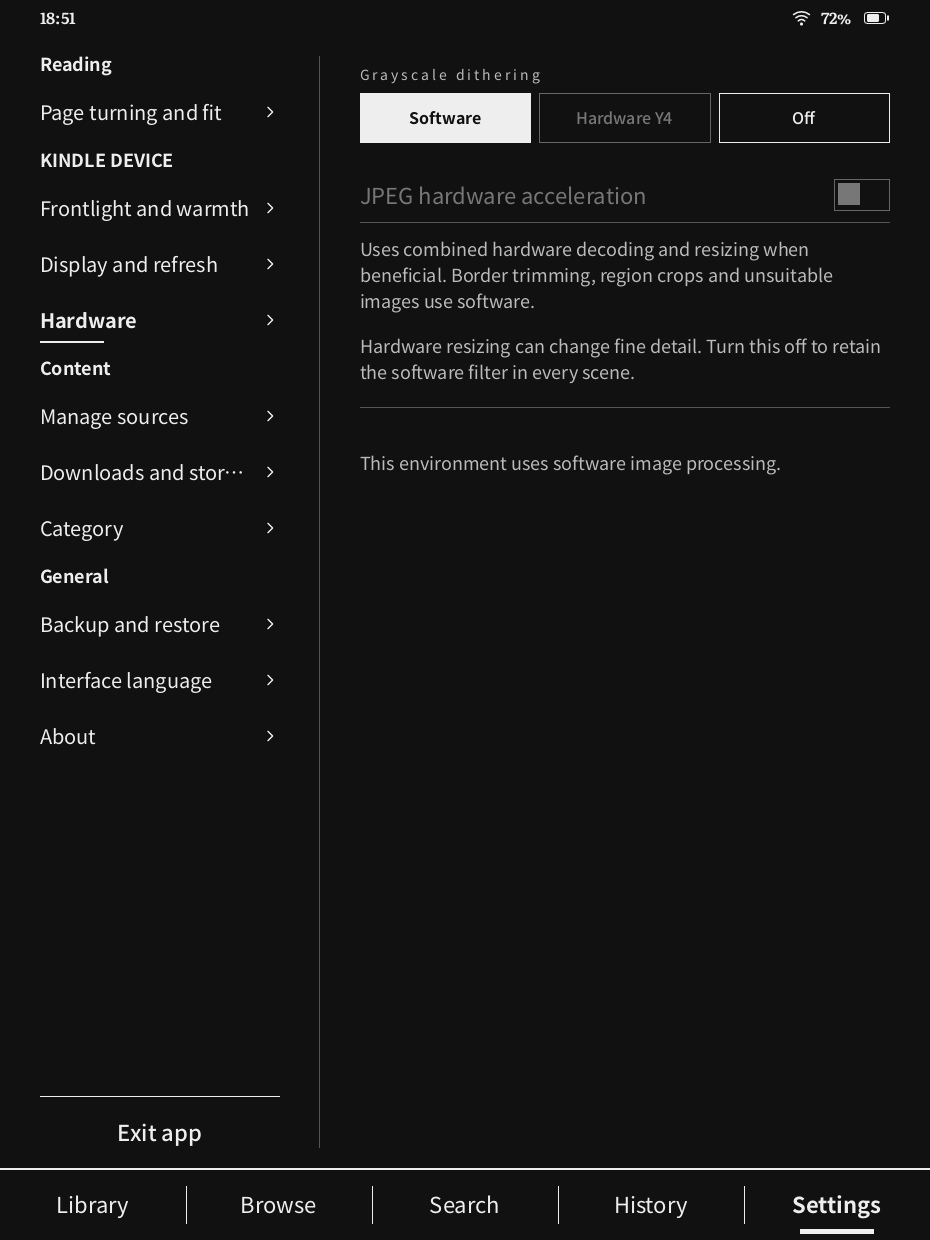 18:51
72%
Reading
Page turning and fit
KINDLE DEVICE
Frontlight and warmth
Display and refresh
Hardware
Content
Manage sources
Downloads and stor···
Category
General
Backup and restore
Interface language
About
Exit app
Grayscale dithering
Software
Hardware Y4
Off
JPEG hardware acceleration
Uses combined hardware decoding and resizing when
beneficial. Border trimming, region crops and unsuitable
images use software.
Hardware resizing can change fine detail. Turn this off to retain
the software filter in every scene.
This environment uses software image processing.
Library
Browse
Search
History
Settings